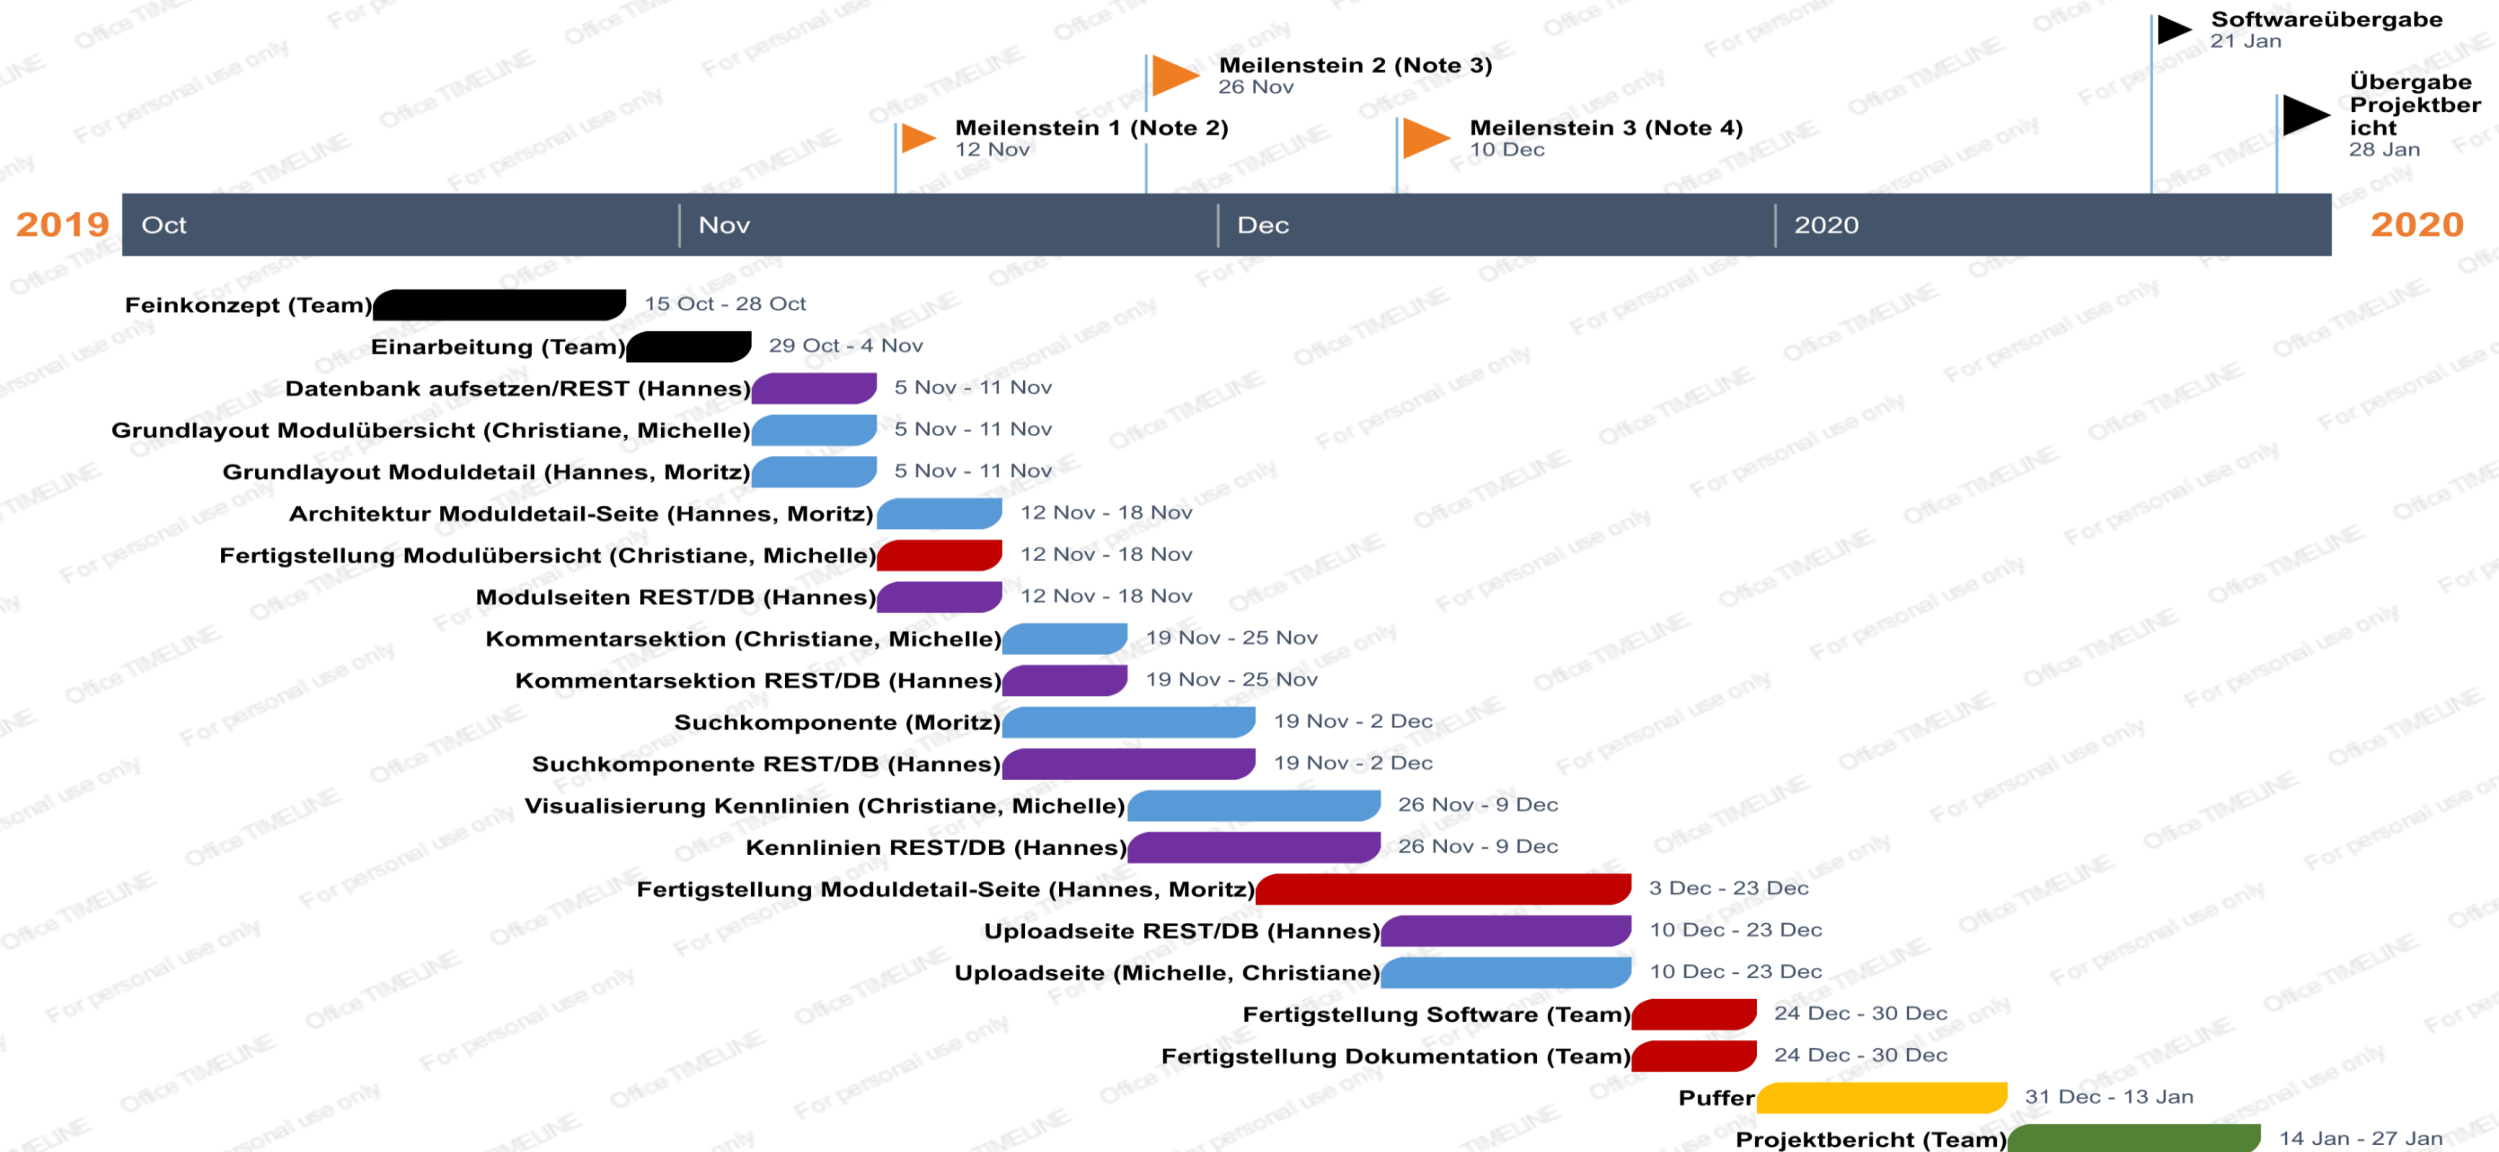 Softwareübergabe
21 Jan
Meilenstein 2 (Note 3)
26 Nov
Übergabe
Projektber
icht
28 Jan
Meilenstein 1 (Note 2)
12 Nov
Meilenstein 3 (Note 4)
10 Dec
2019 Oct Nov Dec 2020 2020
Feinkonzept (Team) 15 Oct - 28 Oct
Einarbeitung (Team) 29 Oct - 4 Nov
Datenbank aufsetzen/REST (Hannes) 5 Nov - 11 Nov
Grundlayout Modulübersicht (Christiane, Michelle) 5 Nov - 11 Nov
Grundlayout Moduldetail (Hannes, Moritz) 5 Nov - 11 Nov
Architektur Moduldetail-Seite (Hannes, Moritz) 12 Nov - 18 Nov
Fertigstellung Modulübersicht (Christiane, Michelle) 12 Nov - 18 Nov
Modulseiten REST/DB (Hannes) 12 Nov - 18 Nov
Kommentarsektion (Christiane, Michelle) 19 Nov - 25 Nov
Kommentarsektion REST/DB (Hannes) 19 Nov - 25 Nov
Suchkomponente (Moritz) 19 Nov - 2 Dec
Suchkomponente REST/DB (Hannes) 19 Nov - 2 Dec
Visualisierung Kennlinien (Christiane, Michelle) 26 Nov - 9 Dec
Kennlinien REST/DB (Hannes) 26 Nov - 9 Dec
Fertigstellung Moduldetail-Seite (Hannes, Moritz) 3 Dec - 23 Dec
Uploadseite REST/DB (Hannes) 10 Dec - 23 Dec
Uploadseite (Michelle, Christiane) 10 Dec - 23 Dec
Fertigstellung Software (Team) 24 Dec - 30 Dec
Fertigstellung Dokumentation (Team) 24 Dec - 30 Dec
Puffer 31 Dec - 13 Jan
Projektbericht (Team) 14 Jan - 27 Jan
Office TIMELINE For personal use only